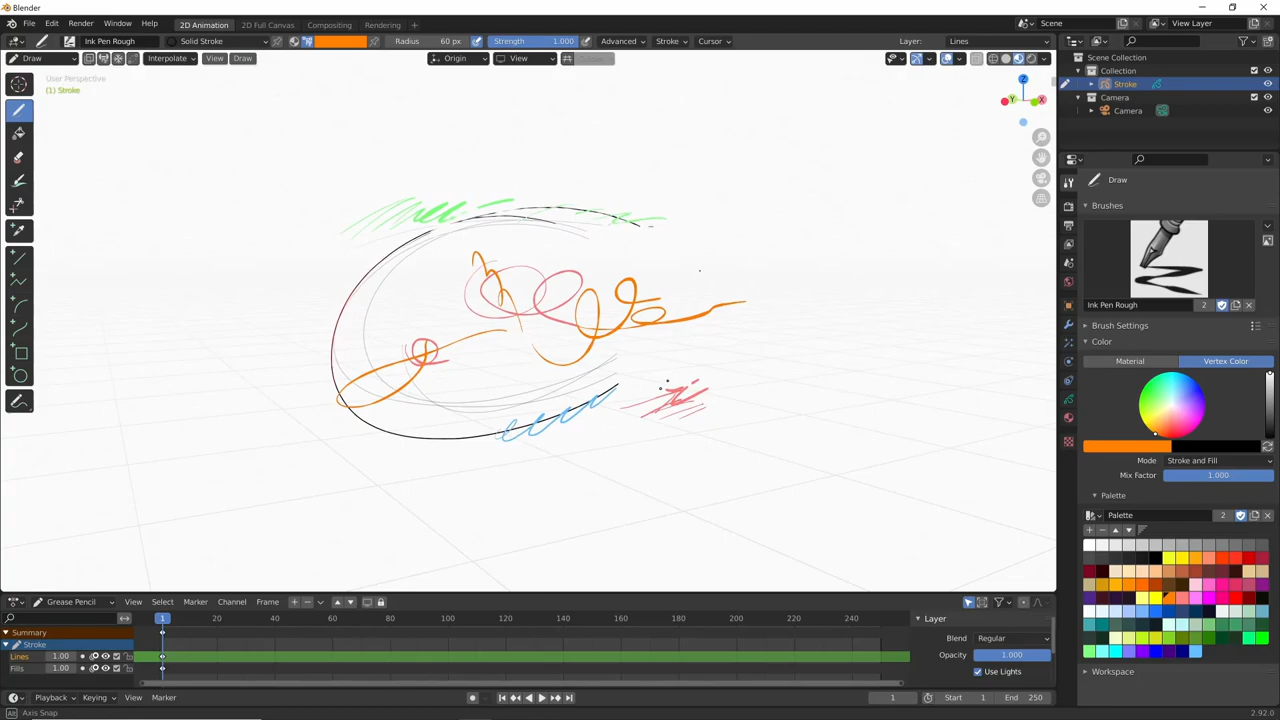 Blender
File Edit Render Window Help 2D Animation 2D Full Canvas Compositing Rendering + Scene View Layer
Ink Pen Rough Solid Stroke Radius 60 px Strength 1.000 Advanced Stroke Cursor Layer: Lines
Draw Interpolate View Draw Origin View
User Perspective
(1) Stroke
Z
Y X
Scene Collection
Collection
Stroke
Camera
Camera
Draw
Brushes
Ink Pen Rough 2
Brush Settings
Color
Material Vertex Color
Mode Stroke and Fill
Mix Factor 1.000
Palette
Palette 2
Workspace
Grease Pencil View Select Marker Channel Frame
1 20 40 60 80 100 120 140 160 180 200 220 240
Summary
Stroke
Lines 1.00
Fills 1.00
Layer
Blend Regular
Opacity 1.000
Use Lights
Playback Keying View Marker 1 Start 1 End 250
Axis Snap 2.92.0